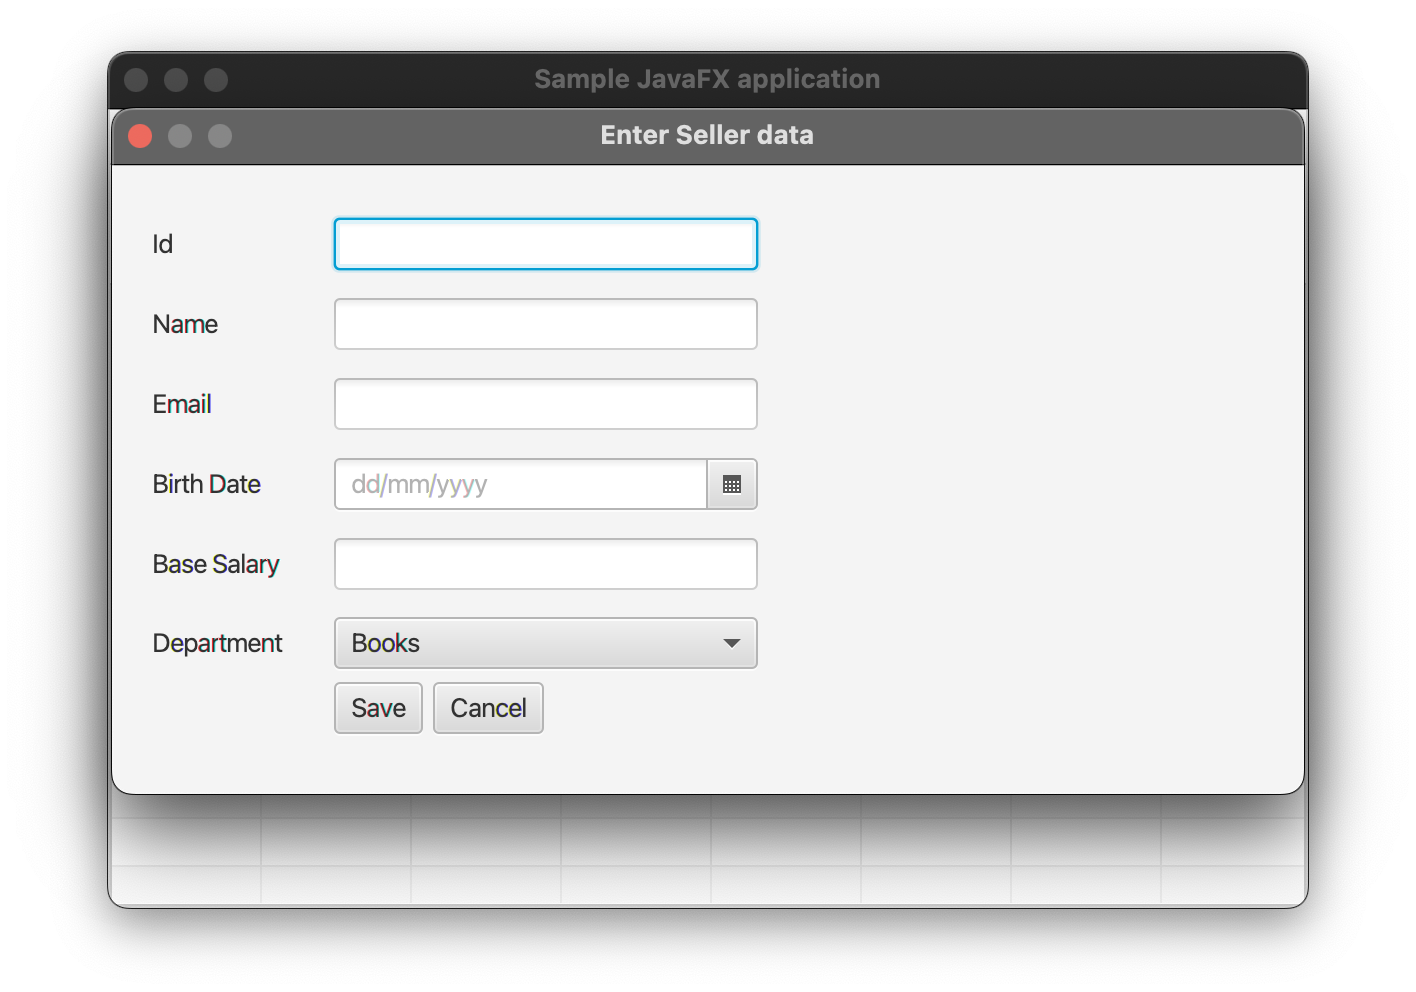 Sample JavaFX application
Enter Seller data
Id
Name
Email
Birth Date dd/mm/yyyy
Base Salary
Department Books
Save Cancel